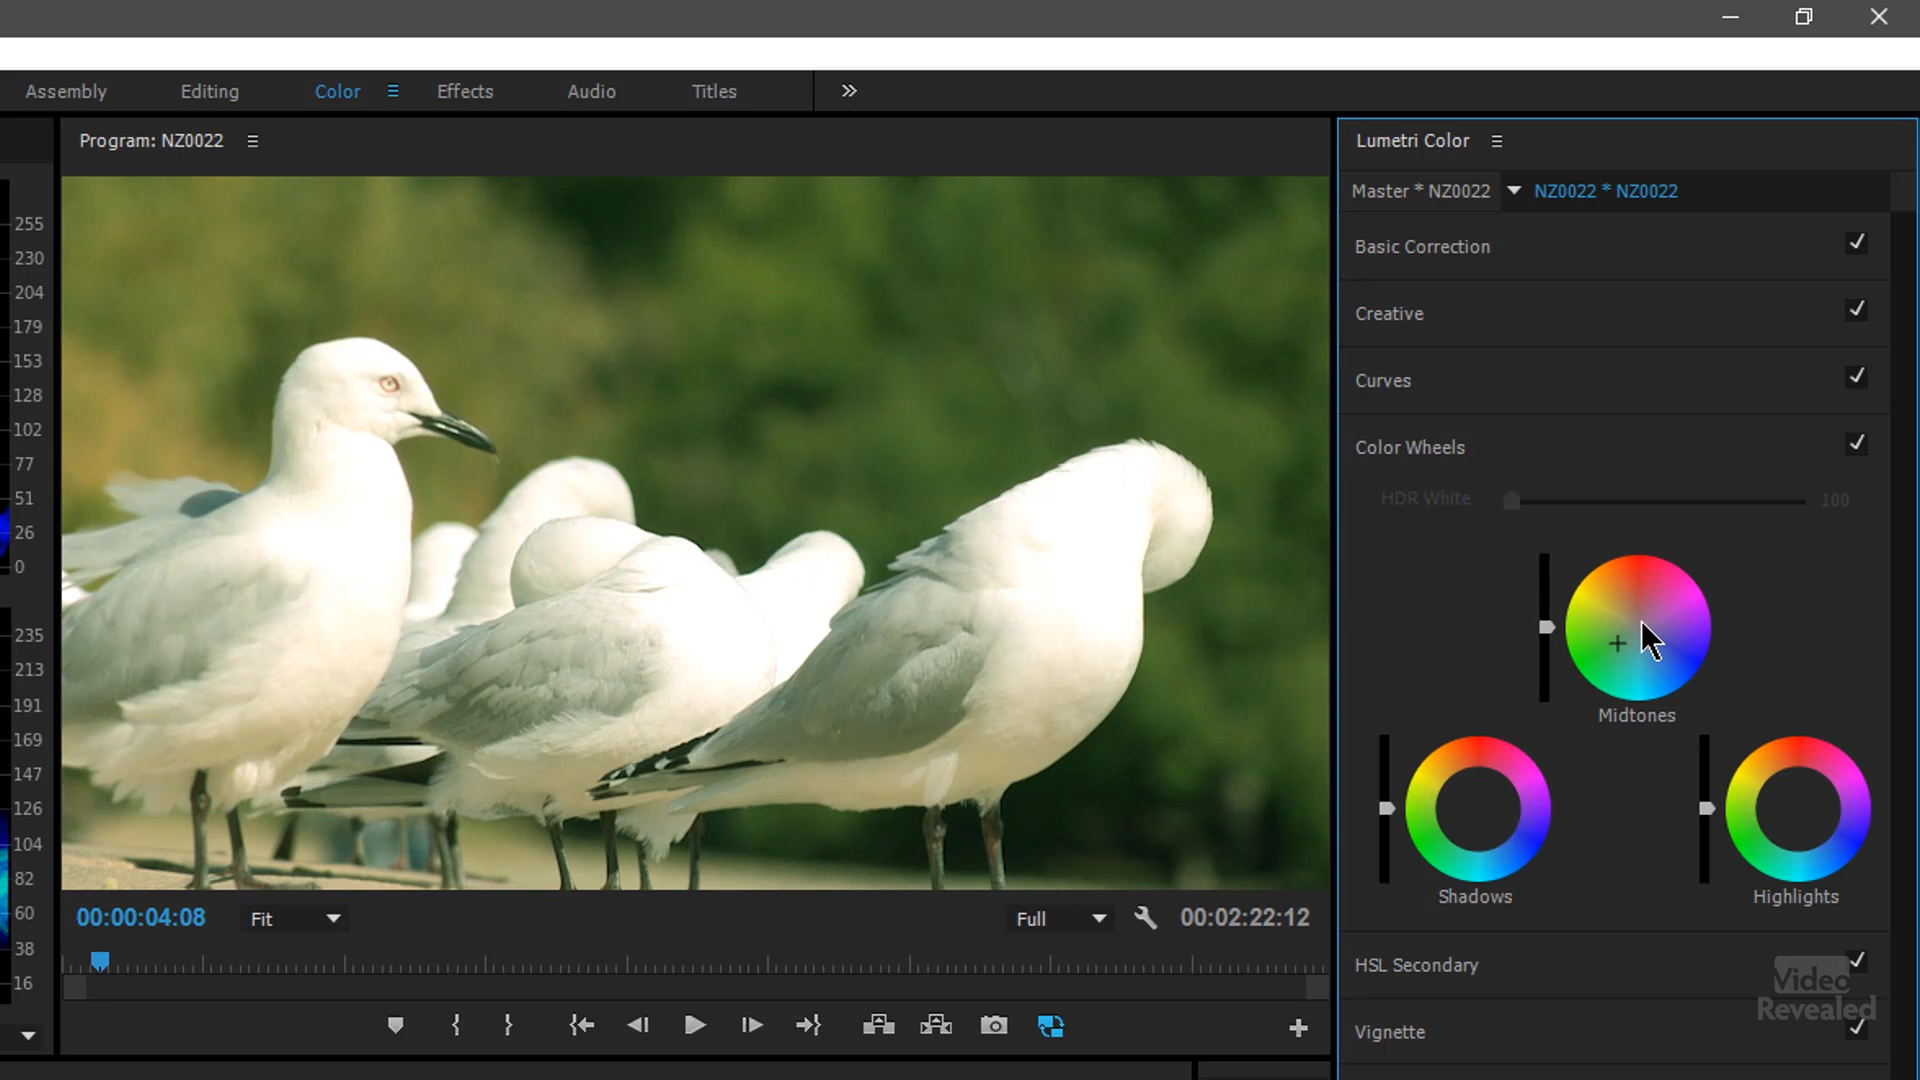 Assembly Editing Color Effects Audio Titles
Program: NZ0022
255
230
204
179
153
128
102
77
51
26
0
235
213
191
169
147
126
104
82
60
38
16
00:00:04:08 Fit Full 00:02:22:12
Lumetri Color
Master * NZ0022 NZ0022 * NZ0022
Basic Correction
Creative
Curves
Color Wheels
HDR White 100
Midtones
Shadows Highlights
HSL Secondary
Vignette
Video
Revealed